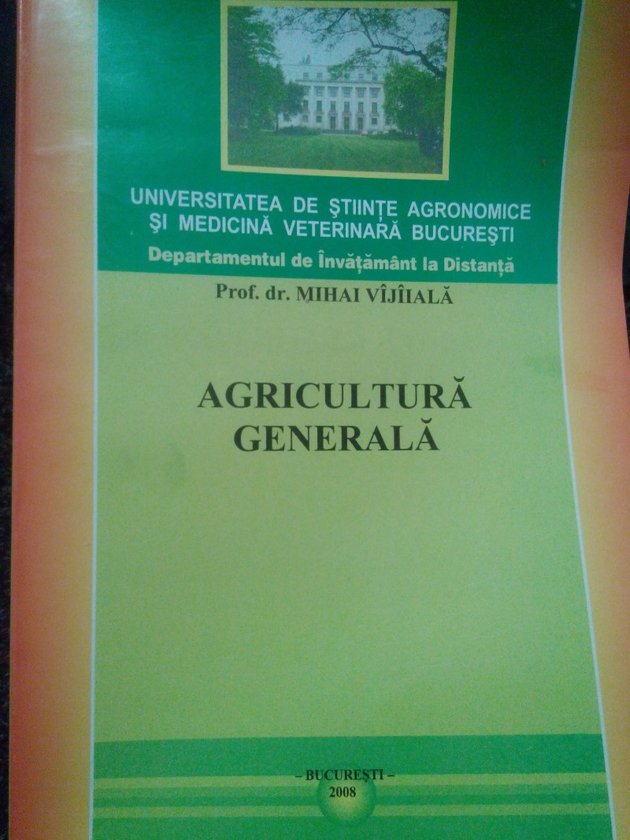 UNIVERSITATEA DE ŞTIINŢE AGRONOMICE
ŞI MEDICINĂ VETERINARĂ BUCUREŞTI
Departamentul de Învăţământ la Distanţă
Prof. dr. MIHAI VÎJÎIALĂ
AGRICULTURĂ
GENERALĂ
– BUCUREŞTI –
2008